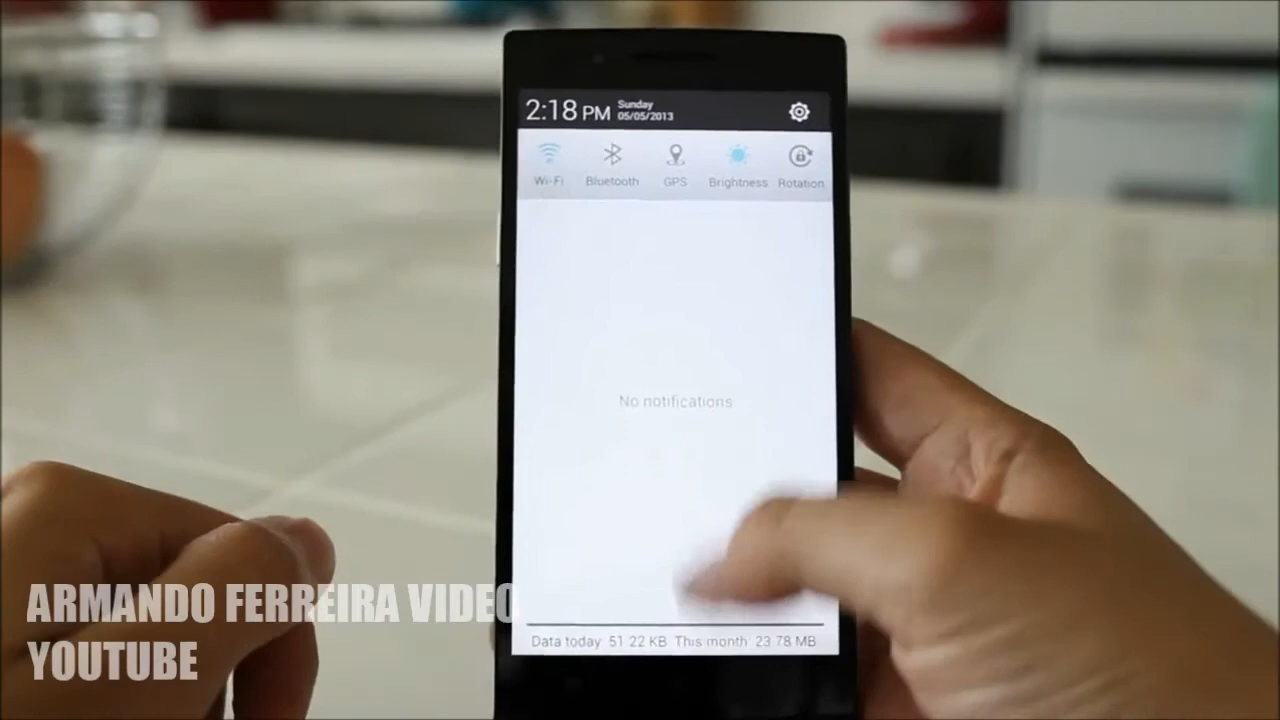 2:18 PM Sunday
05/05/2013
Wi-Fi Bluetooth GPS Brightness Rotation
No notifications
Data today 51.22 KB This month 23.78 MB
ARMANDO FERREIRA VIDEO
YOUTUBE